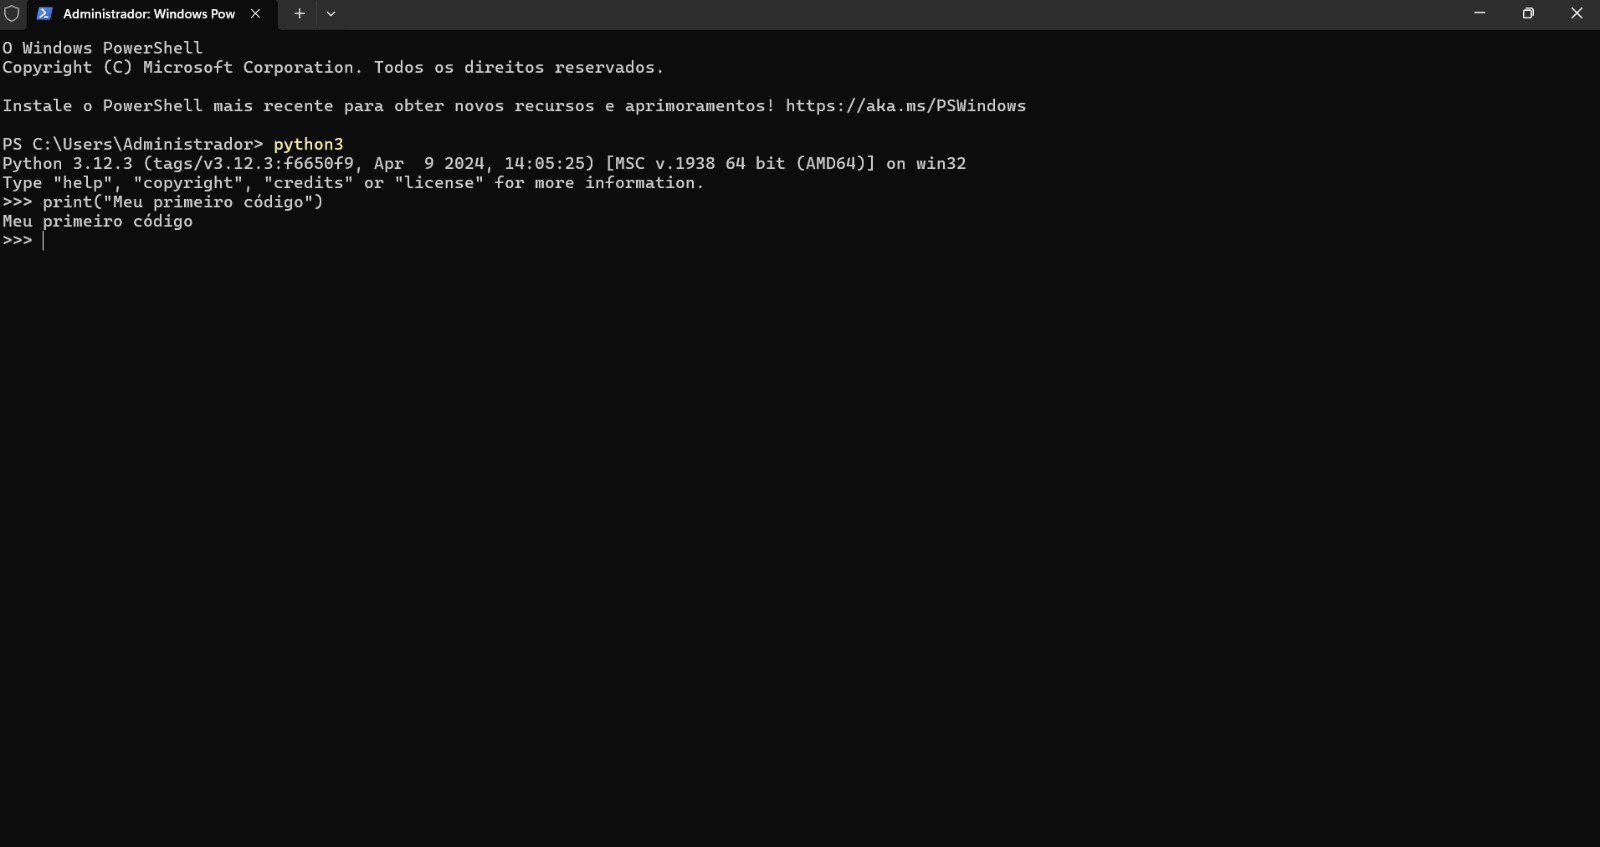 Administrador: Windows Pow
O Windows PowerShell
Copyright (C) Microsoft Corporation. Todos os direitos reservados.
Instale o PowerShell mais recente para obter novos recursos e aprimoramentos! https://aka.ms/PSWindows
PS C:\Users\Administrador> python3
Python 3.12.3 (tags/v3.12.3:f6650f9, Apr  9 2024, 14:05:25) [MSC v.1938 64 bit (AMD64)] on win32
Type "help", "copyright", "credits" or "license" for more information.
>>> print("Meu primeiro código")
Meu primeiro código
>>>